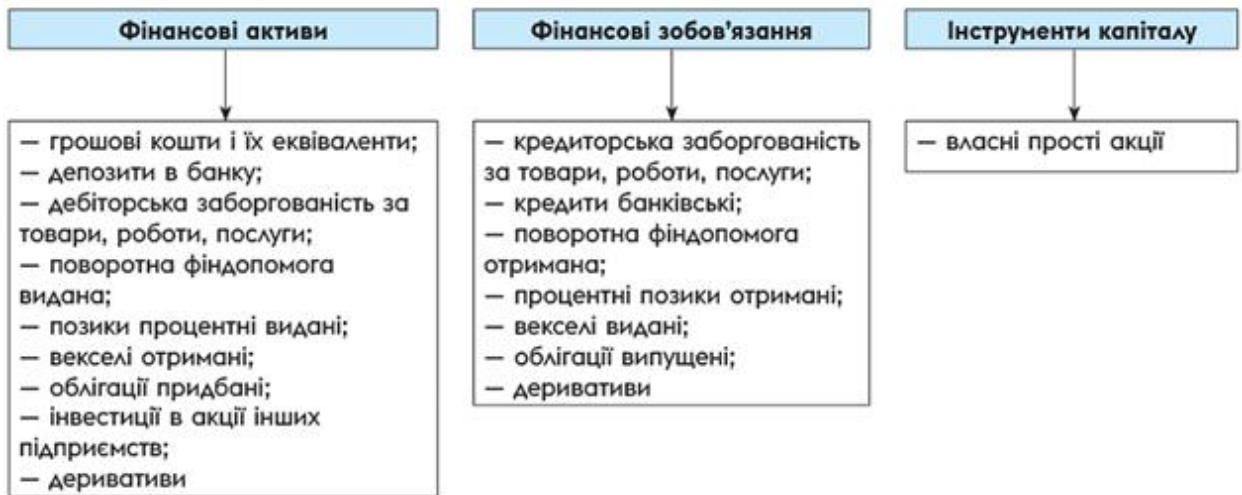 Фінансові активи
— грошові кошти і їх еквіваленти;
— депозити в банку;
— дебіторська заборгованість за
товари, роботи, послуги;
— поворотна фіндопомога
видана;
— позики процентні видані;
— векселі отримані;
— облігації придбані;
— інвестиції в акції інших
підприємств;
— деривативи
Фінансові зобов'язання
— кредиторська заборгованість
за товари, роботи, послуги;
— кредити банківські;
— поворотна фіндопомога
отримана;
— процентні позики отримані;
— векселі видані;
— облігації випущені;
— деривативи
Інструменти капіталу
— власні прості акції